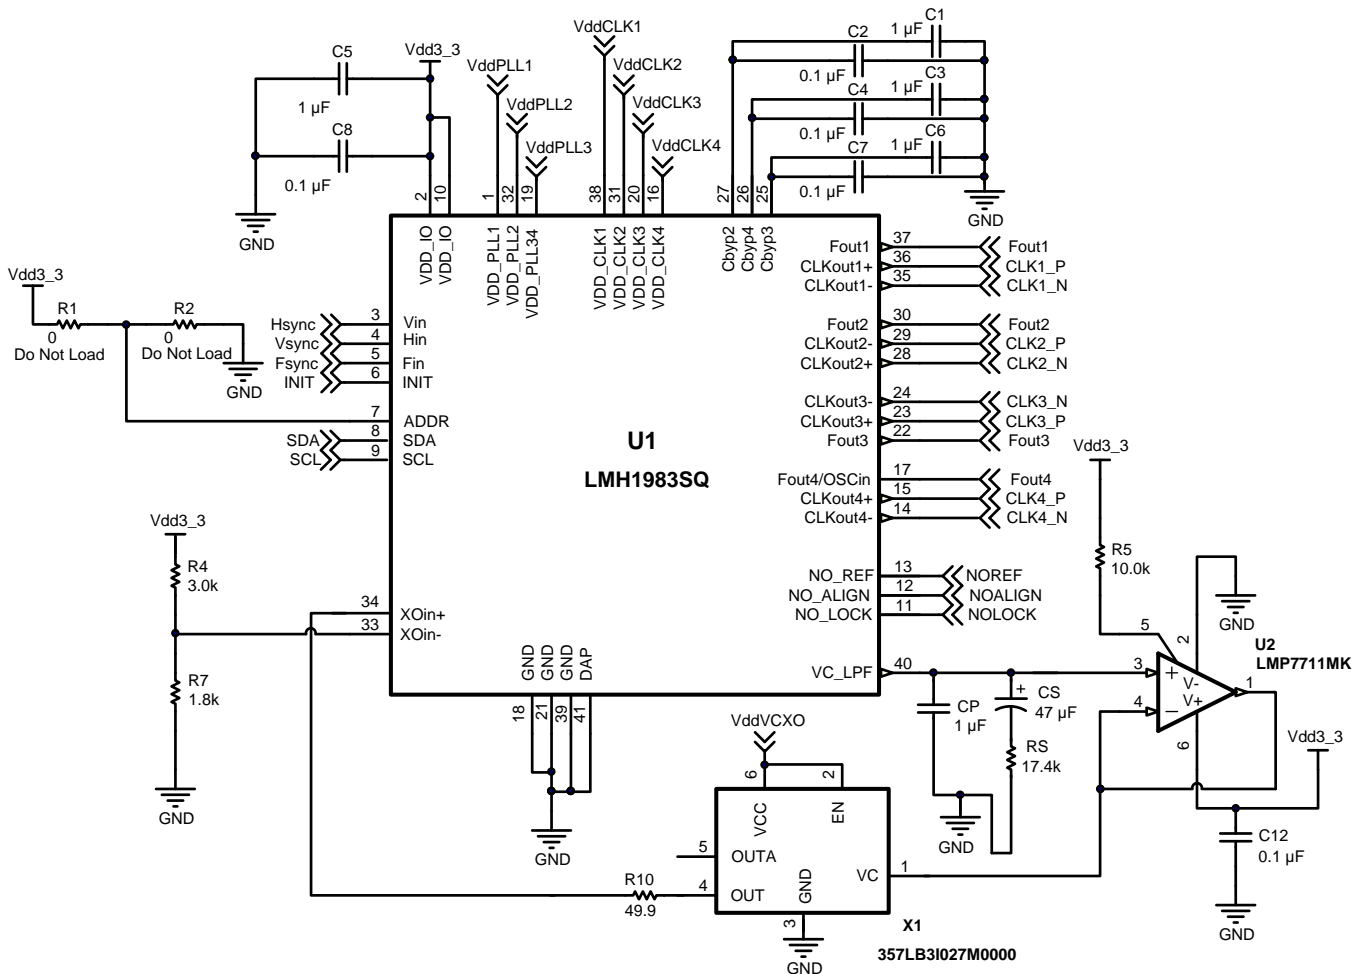 VddCLK1
C1
C2
1 µF
C5
Vdd3_3
VddPLL1
VddCLK2
0.1 µF
C3
1 µF
VddPLL2
VddCLK3
C4
1 µF
C8
0.1 µF
C6
VddPLL3
VddCLK4
C7
1 µF
0.1 µF
0.1 µF
2
10
1
32
19
38
31
20
16
27
26
25
GND
GND
VDD_IO
VDD_IO
VDD_PLL1
VDD_PLL2
VDD_PLL34
VDD_CLK1
VDD_CLK2
VDD_CLK3
VDD_CLK4
Cbyp2
Cbyp4
Cbyp3
Fout1 37 Fout1
CLKout1+ 36 CLK1_P
CLKout1- 35 CLK1_N
Vdd3_3
R1
R2
0
0
Do Not Load
Do Not Load
GND
Hsync 3 Vin
Vsync 4 Hin
Fsync 5 Fin
INIT 6 INIT
Fout2 30 Fout2
CLKout2- 29 CLK2_P
CLKout2+ 28 CLK2_N
7 ADDR
SDA 8 SDA
SCL 9 SCL
CLKout3- 24 CLK3_N
CLKout3+ 23 CLK3_P
Fout3 22 Fout3
U1
LMH1983SQ
Vdd3_3
Fout4/OSCin 17 Fout4
CLKout4+ 15 CLK4_P
CLKout4- 14 CLK4_N
Vdd3_3
R4
3.0k
R5
10.0k
NO_REF 13 NOREF
NO_ALIGN 12 NOALIGN
NO_LOCK 11 NOLOCK
34 XOin+
33 XOin-
GND
5
2
U2
LMP7711MK
R7
1.8k
GND
GND
GND
DAP
VC_LPF 40
3
+
V-
1
V+
4
–
6
18
21
39
41
CP
1 µF
+
CS
47 µF
RS
17.4k
VddVCXO
Vdd3_3
GND
6
2
VCC
EN
GND
GND
C12
0.1 µF
5 OUTA
VC 1
R10
49.9
4 OUT
GND
3
X1
GND
GND
357LB3I027M0000